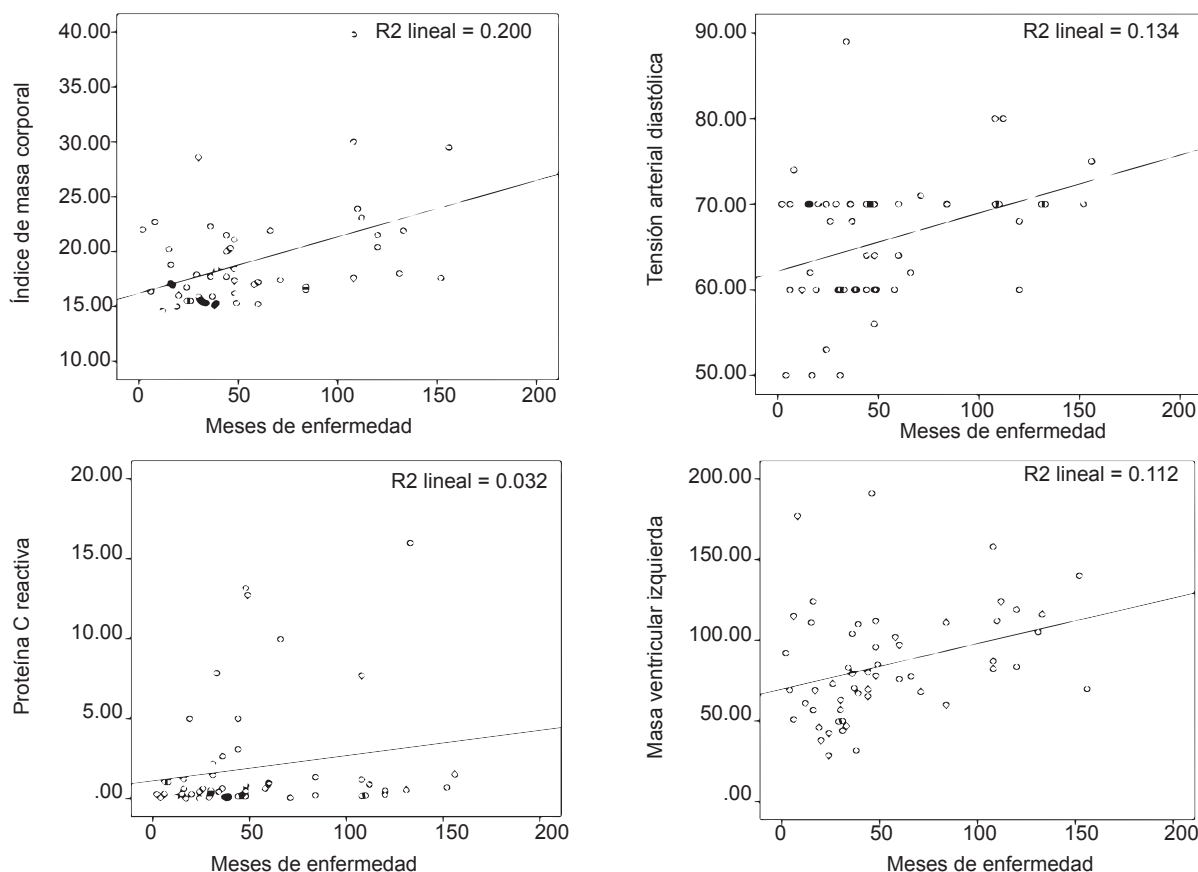 R2 lineal = 0.200
Índice de masa corporal
40.00
35.00
30.00
25.00
20.00
15.00
10.00
0 50 100 150 200
Meses de enfermedad
R2 lineal = 0.134
Tensión arterial diastólica
90.00
80.00
70.00
60.00
50.00
0 50 100 150 200
Meses de enfermedad
R2 lineal = 0.032
Proteína C reactiva
20.00
15.00
10.00
5.00
.00
0 50 100 150 200
Meses de enfermedad
R2 lineal = 0.112
Masa ventricular izquierda
200.00
150.00
100.00
50.00
.00
0 50 100 150 200
Meses de enfermedad